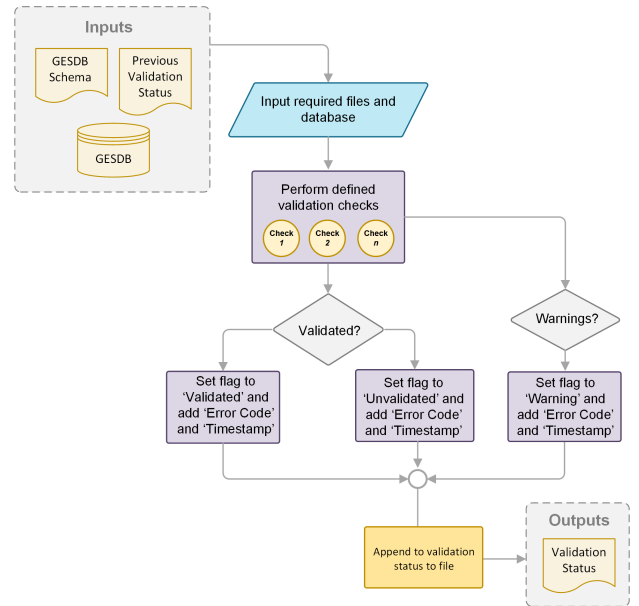 Inputs
GESDB
Schema
Previous
Validation
Status
GESDB
Input required files and
database
Perform defined
validation checks
Check
1
Check
2
Check
n
Validated?
Warnings?
Set flag to
‘Validated’ and
add ‘Error Code’
and ‘Timestamp’
Set flag to
‘Unvalidated’ and
add ‘Error Code’
and ‘Timestamp’
Set flag to
‘Warning’ and
add ‘Error Code’
and ‘Timestamp’
Append to validation
status to file
Outputs
Validation
Status